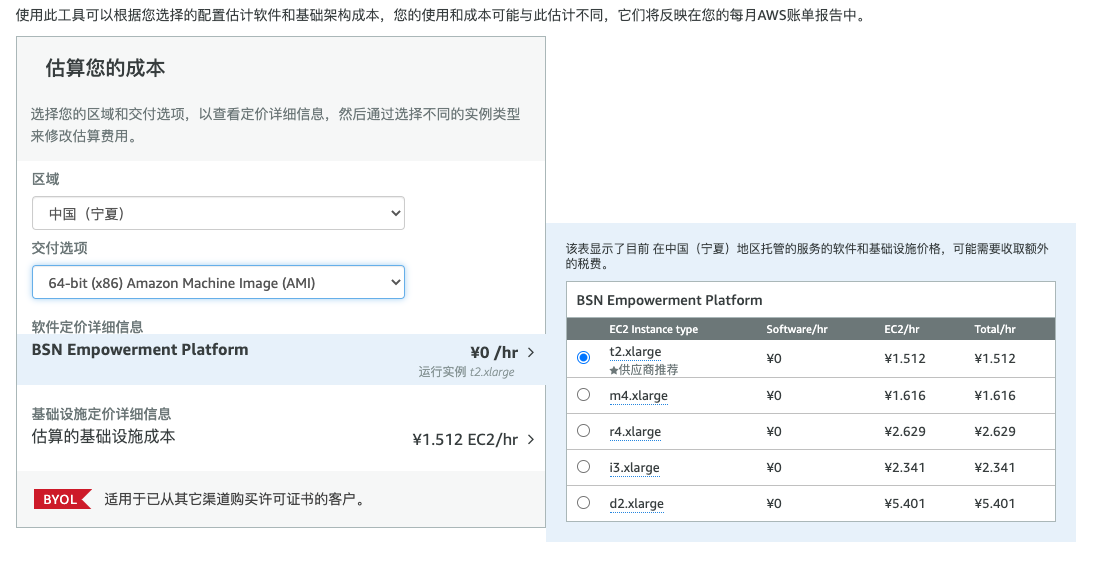 使用此工具可以根据您选择的配置估计软件和基础架构成本，您的使用和成本可能与此估计不同，它们将反映在您的每月AWS账单报告中。
估算您的成本
选择您的区域和交付选项，以查看定价详细信息，然后通过选择不同的实例类型
来修改估算费用。
区域
中国（宁夏）
交付选项
64-bit (x86) Amazon Machine Image (AMI)
软件定价详细信息
BSN Empowerment Platform
¥0 /hr
运行实例 t2.xlarge
基础设施定价详细信息
估算的基础设施成本
¥1.512 EC2/hr
BYOL 适用于已从其它渠道购买许可证书的客户。
该表显示了目前 在中国（宁夏）地区托管的服务的软件和基础设施价格，可能需要收取额外
的税费。
BSN Empowerment Platform
EC2 Instance type Software/hr EC2/hr Total/hr
t2.xlarge ¥0 ¥1.512 ¥1.512
★供应商推荐
m4.xlarge ¥0 ¥1.616 ¥1.616
r4.xlarge ¥0 ¥2.629 ¥2.629
i3.xlarge ¥0 ¥2.341 ¥2.341
d2.xlarge ¥0 ¥5.401 ¥5.401